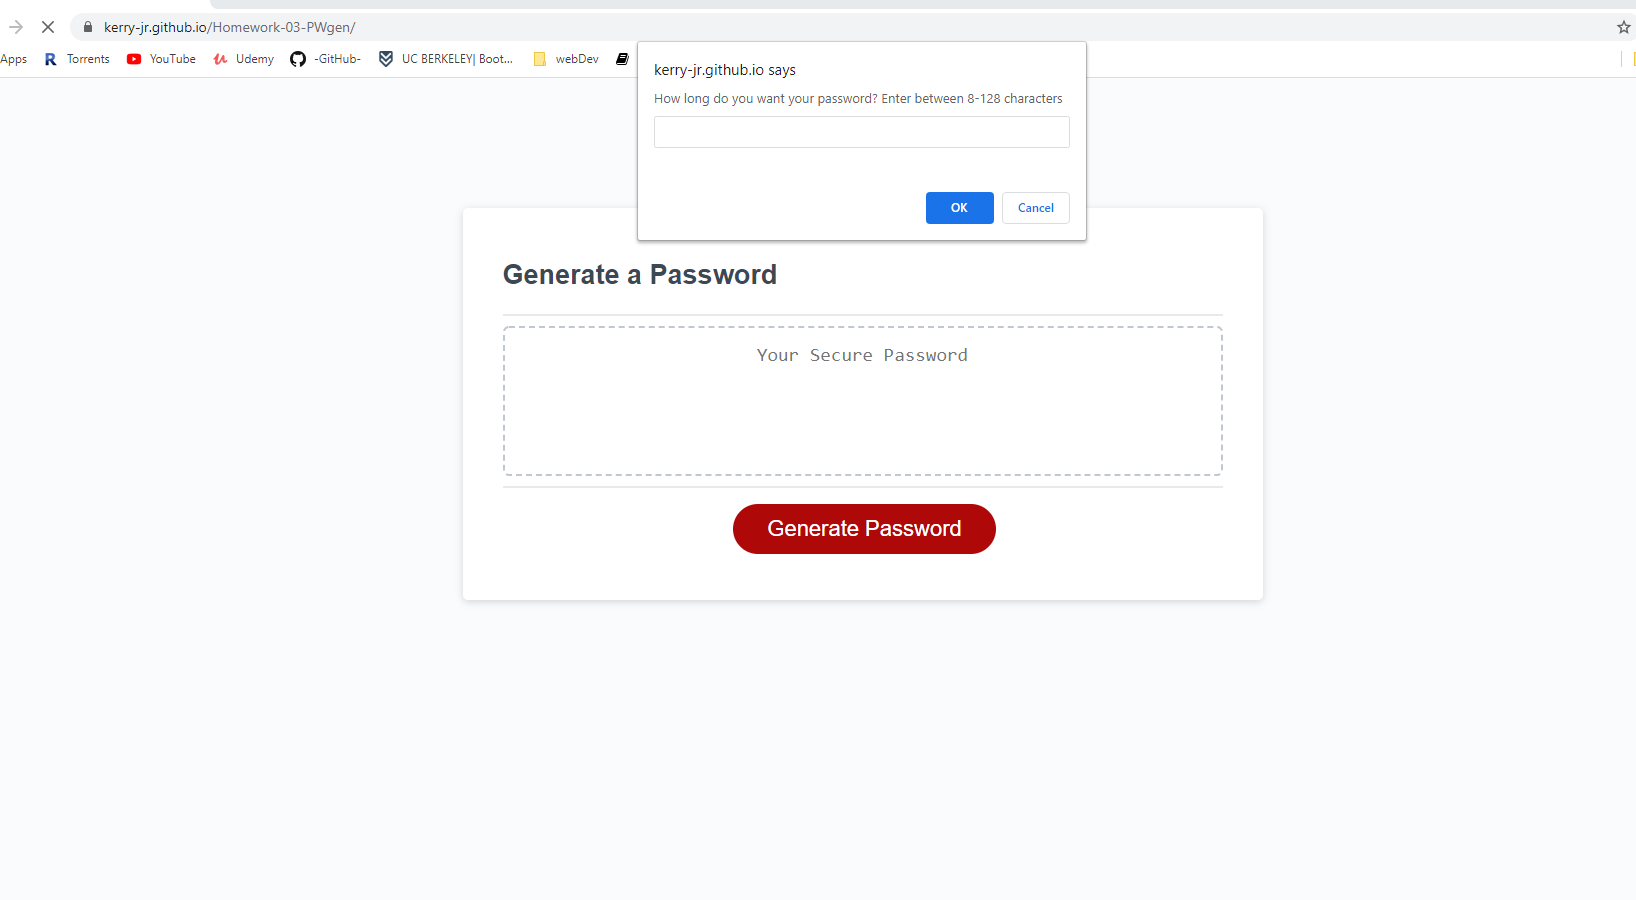 kerry-jr.github.io/Homework-03-PWgen/
Apps Torrents YouTube Udemy -GitHub- UC BERKELEY| Boot... webDev
kerry-jr.github.io says
How long do you want your password? Enter between 8-128 characters
OK Cancel
Generate a Password
Your Secure Password
Generate Password